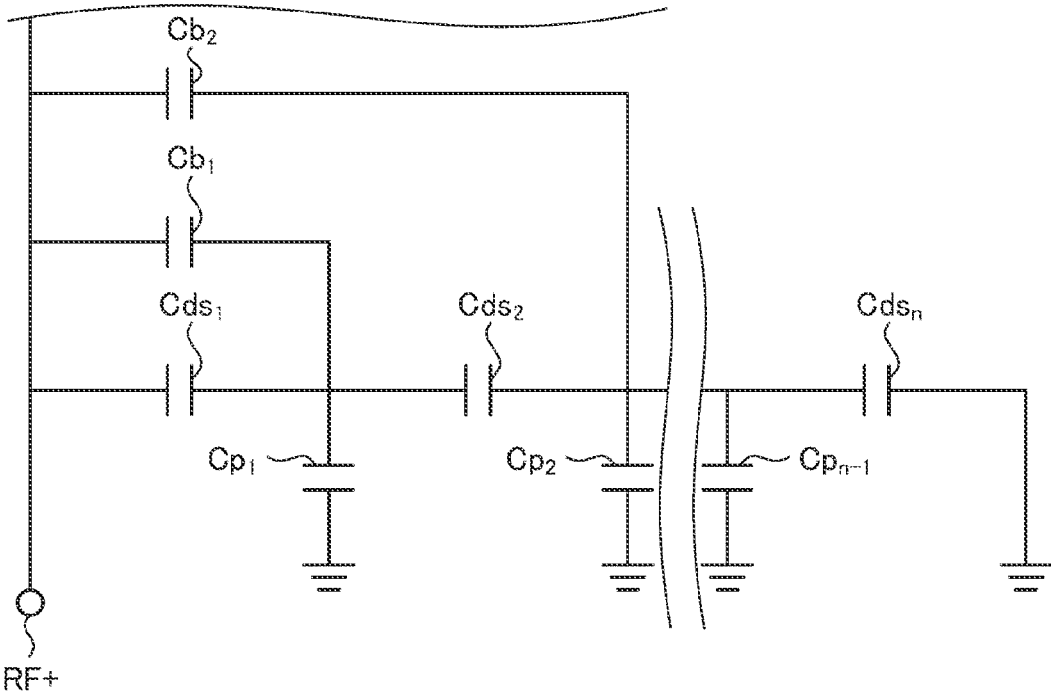 Cb₂
Cb₁
Cds₁
Cds₂
Cdsₙ
Cp₁
Cp₂
Cpₙ₋₁
RF+